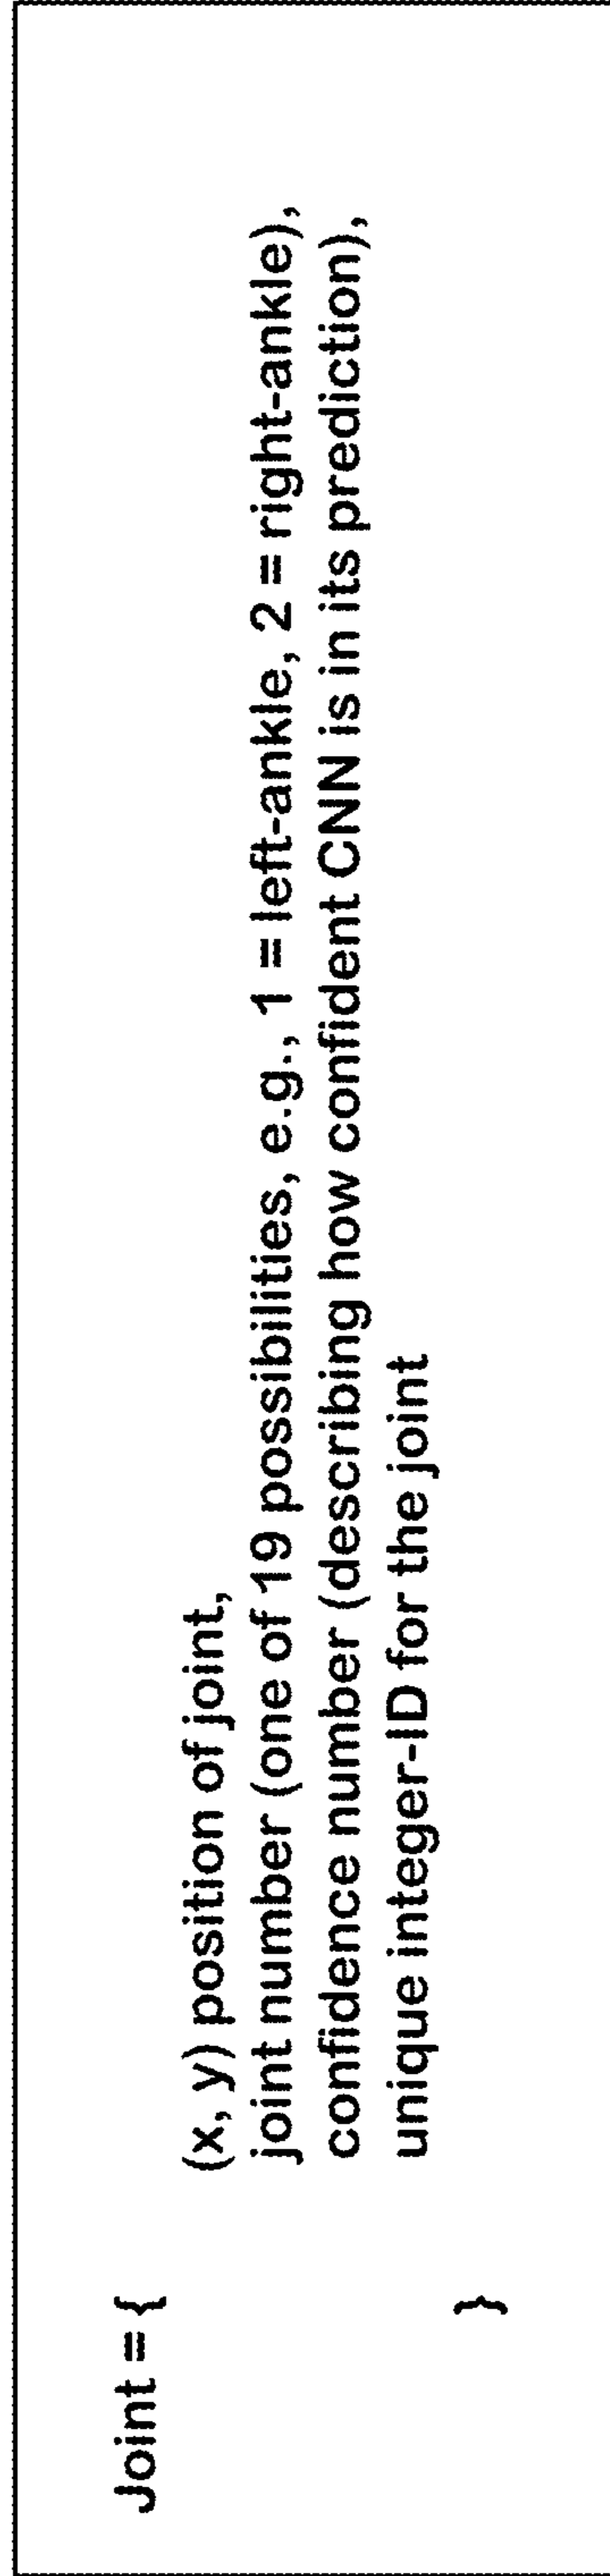 Joint = {
(x, y) position of joint,
joint number (one of 19 possibilities, e.g., 1 = left-ankle, 2 = right-ankle),
confidence number (describing how confident CNN is in its prediction),
unique integer-ID for the joint
}